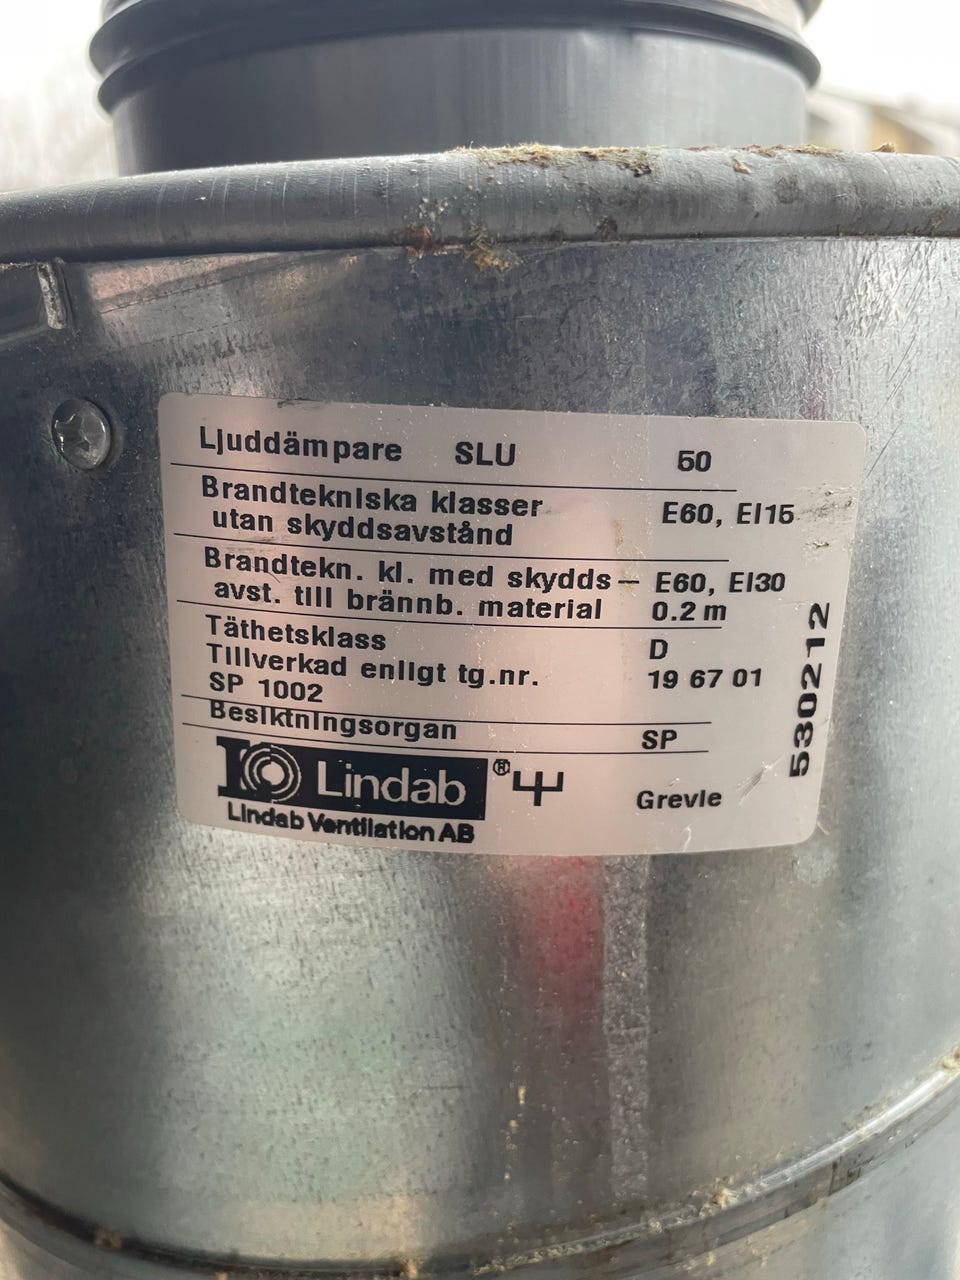 Ljuddämpare SLU 50
Brandtekniska klasser E60, EI15
utan skyddsavstånd
Brandtekn. kl. med skydds- E60, EI30
avst. till brännb. material 0.2 m
Täthetsklass D
Tillverkad enligt tg.nr. 19 67 01
SP 1002
Besiktningsorgan SP
Lindab ®
Grevie
Lindab Ventilation AB
530212